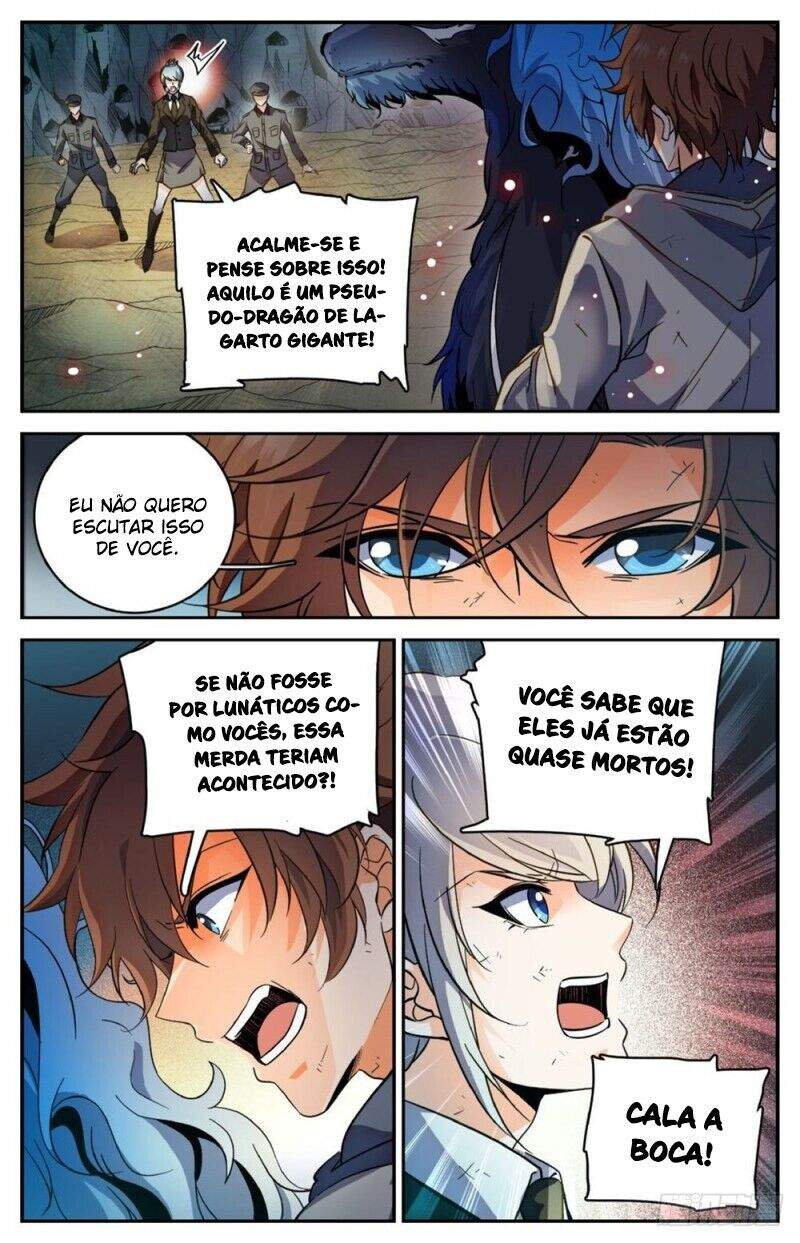 ACALME-SE E
PENSE SOBRE ISSO!
AQUILO É UM PSEU-
DO-DRAGÃO DE LA-
GARTO GIGANTE!
EU NÃO QUERO
ESCUTAR ISSO
DE VOCÊ.
SE NÃO FOSSE
POR LUNÁTICOS CO-
MO VOCÊS, ESSA
MERDA TERIAM
ACONTECIDO?!
VOCÊ SABE QUE
ELES JÁ ESTÃO
QUASE MORTOS!
CALA A
BOCA!